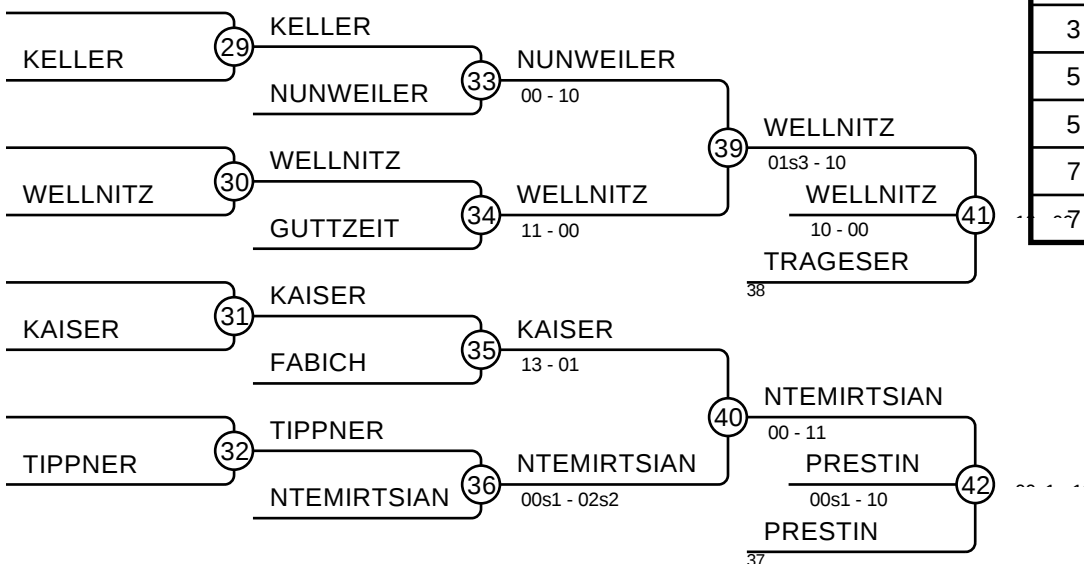 KELLER
29
KELLER
NUNWEILER
33
NUNWEILER
00 - 10
WELLNITZ
30
WELLNITZ
GUTTZEIT
34
WELLNITZ
11 - 00
39
WELLNITZ
01s3 - 10
WELLNITZ
10 - 00
41
TRAGESER
38
KAISER
31
KAISER
FABICH
35
KAISER
13 - 01
TIPPNER
32
TIPPNER
NTEMIRTSIAN
36
NTEMIRTSIAN
00s1 - 02s2
40
NTEMIRTSIAN
00 - 11
PRESTIN
00s1 - 10
42
PRESTIN
37
3
5
5
7
7